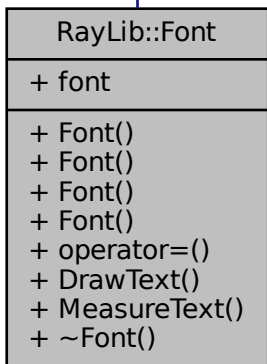 RayLib::Font
+ font
+ Font()
+ Font()
+ Font()
+ Font()
+ operator=()
+ DrawText()
+ MeasureText()
+ ~Font()